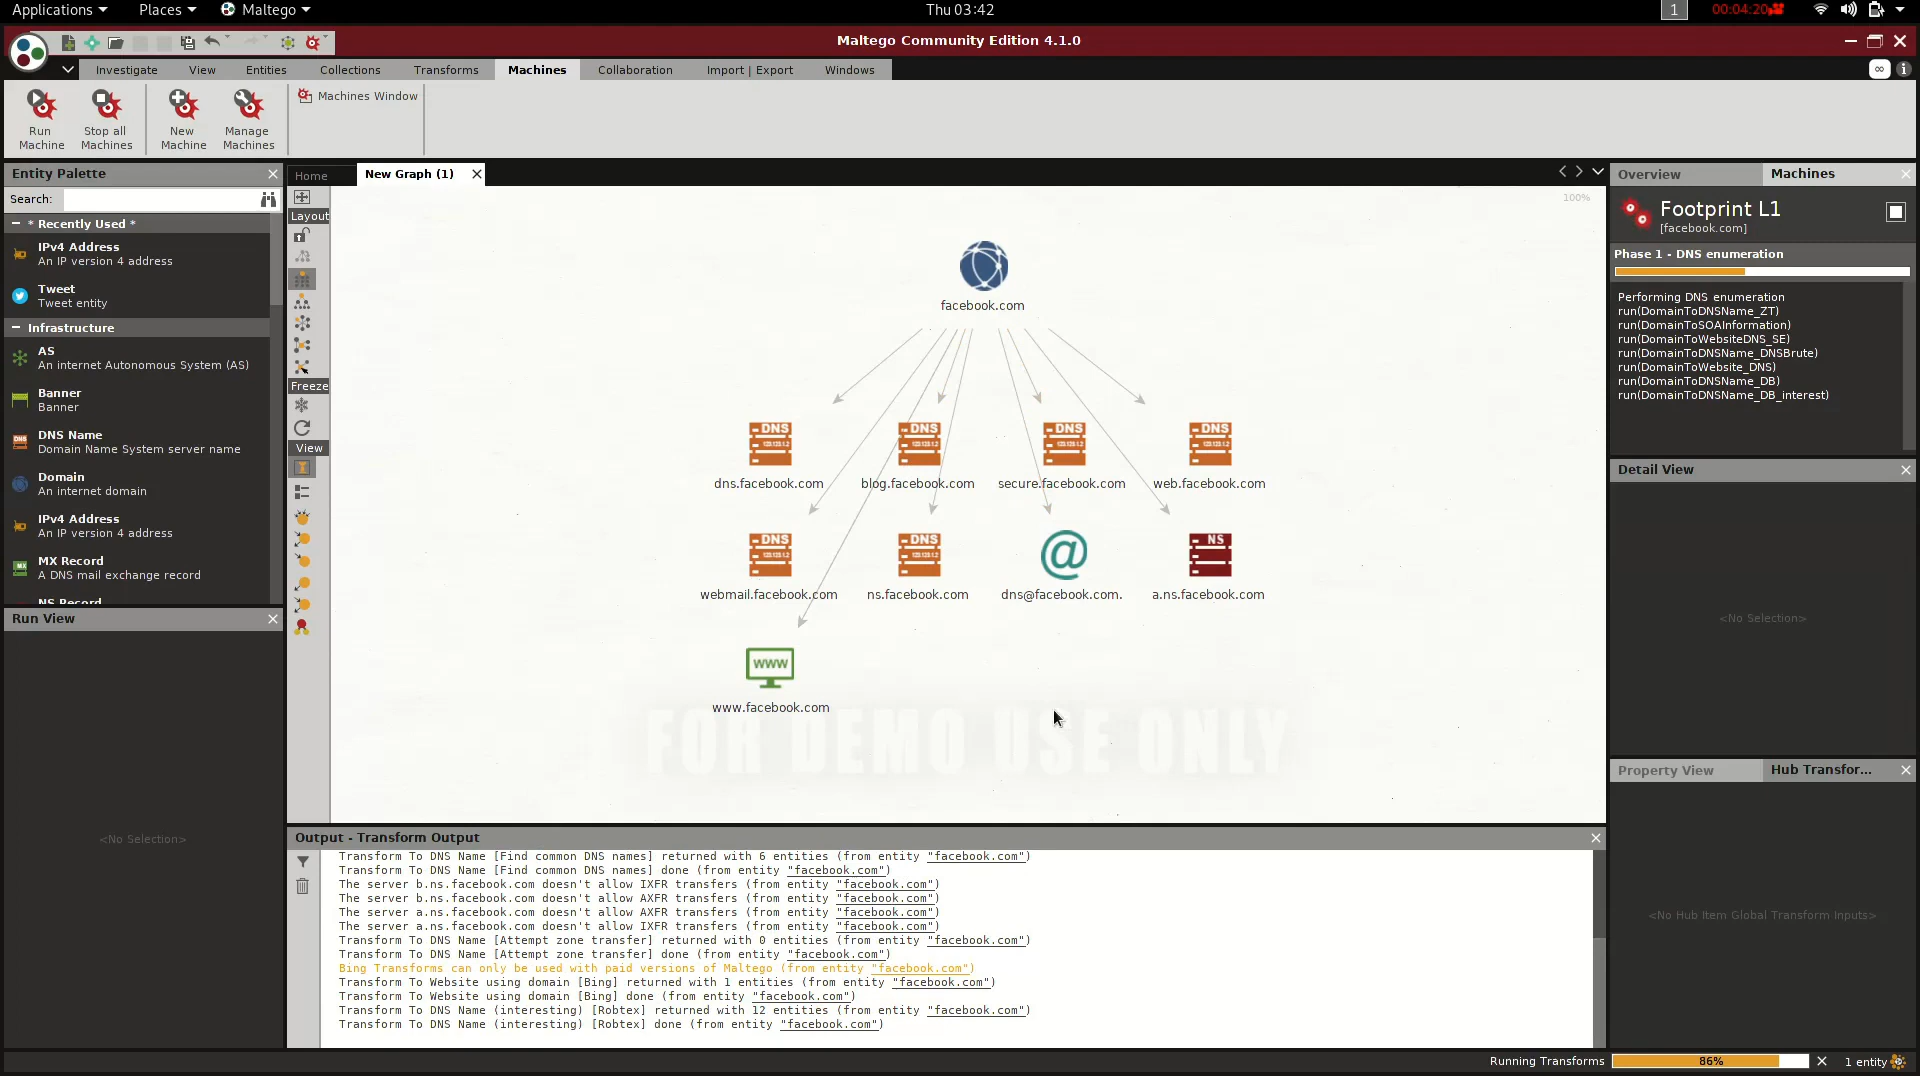 Applications Places Maltego Thu 03:42 1 00:04:20
Maltego Community Edition 4.1.0
Investigate View Entities Collections Transforms Machines Collaboration Import | Export Windows
Run Machine
Stop all Machines
New Machine
Manage Machines
Machines Window
Entity Palette
Search:
* Recently Used *
IPv4 Address
An IP version 4 address
Tweet
Tweet entity
Infrastructure
AS
An internet Autonomous System (AS)
Banner
Banner
DNS Name
Domain Name System server name
Domain
An internet domain
IPv4 Address
An IP version 4 address
MX Record
A DNS mail exchange record
NS Record
Run View
<No Selection>
Home New Graph (1)
Layout
Freeze
View
100%
facebook.com
DNS DNS DNS DNS
dns.facebook.com blog.facebook.com secure.facebook.com web.facebook.com
DNS DNS @ NS
webmail.facebook.com ns.facebook.com dns@facebook.com. a.ns.facebook.com
www
www.facebook.com
FOR DEMO USE ONLY
Output - Transform Output
Transform To DNS Name [Find common DNS names] returned with 6 entities (from entity "facebook.com")
Transform To DNS Name [Find common DNS names] done (from entity "facebook.com")
The server b.ns.facebook.com doesn't allow IXFR transfers (from entity "facebook.com")
The server b.ns.facebook.com doesn't allow AXFR transfers (from entity "facebook.com")
The server a.ns.facebook.com doesn't allow AXFR transfers (from entity "facebook.com")
The server a.ns.facebook.com doesn't allow IXFR transfers (from entity "facebook.com")
Transform To DNS Name [Attempt zone transfer] returned with 0 entities (from entity "facebook.com")
Transform To DNS Name [Attempt zone transfer] done (from entity "facebook.com")
Bing Transforms can only be used with paid versions of Maltego (from entity "facebook.com")
Transform To Website using domain [Bing] returned with 1 entities (from entity "facebook.com")
Transform To Website using domain [Bing] done (from entity "facebook.com")
Transform To DNS Name (interesting) [Robtex] returned with 12 entities (from entity "facebook.com")
Transform To DNS Name (interesting) [Robtex] done (from entity "facebook.com")
Overview Machines
Footprint L1
[facebook.com]
Phase 1 - DNS enumeration
Performing DNS enumeration
run(DomainToDNSName_ZT)
run(DomainToSOAInformation)
run(DomainToWebsiteDNS_SE)
run(DomainToDNSName_DNSBrute)
run(DomainToWebsite_DNS)
run(DomainToDNSName_DB)
run(DomainToDNSName_DB_interest)
Detail View
<No Selection>
Property View Hub Transfor...
<No Hub Item Global Transform Inputs>
Running Transforms 86% 1 entity